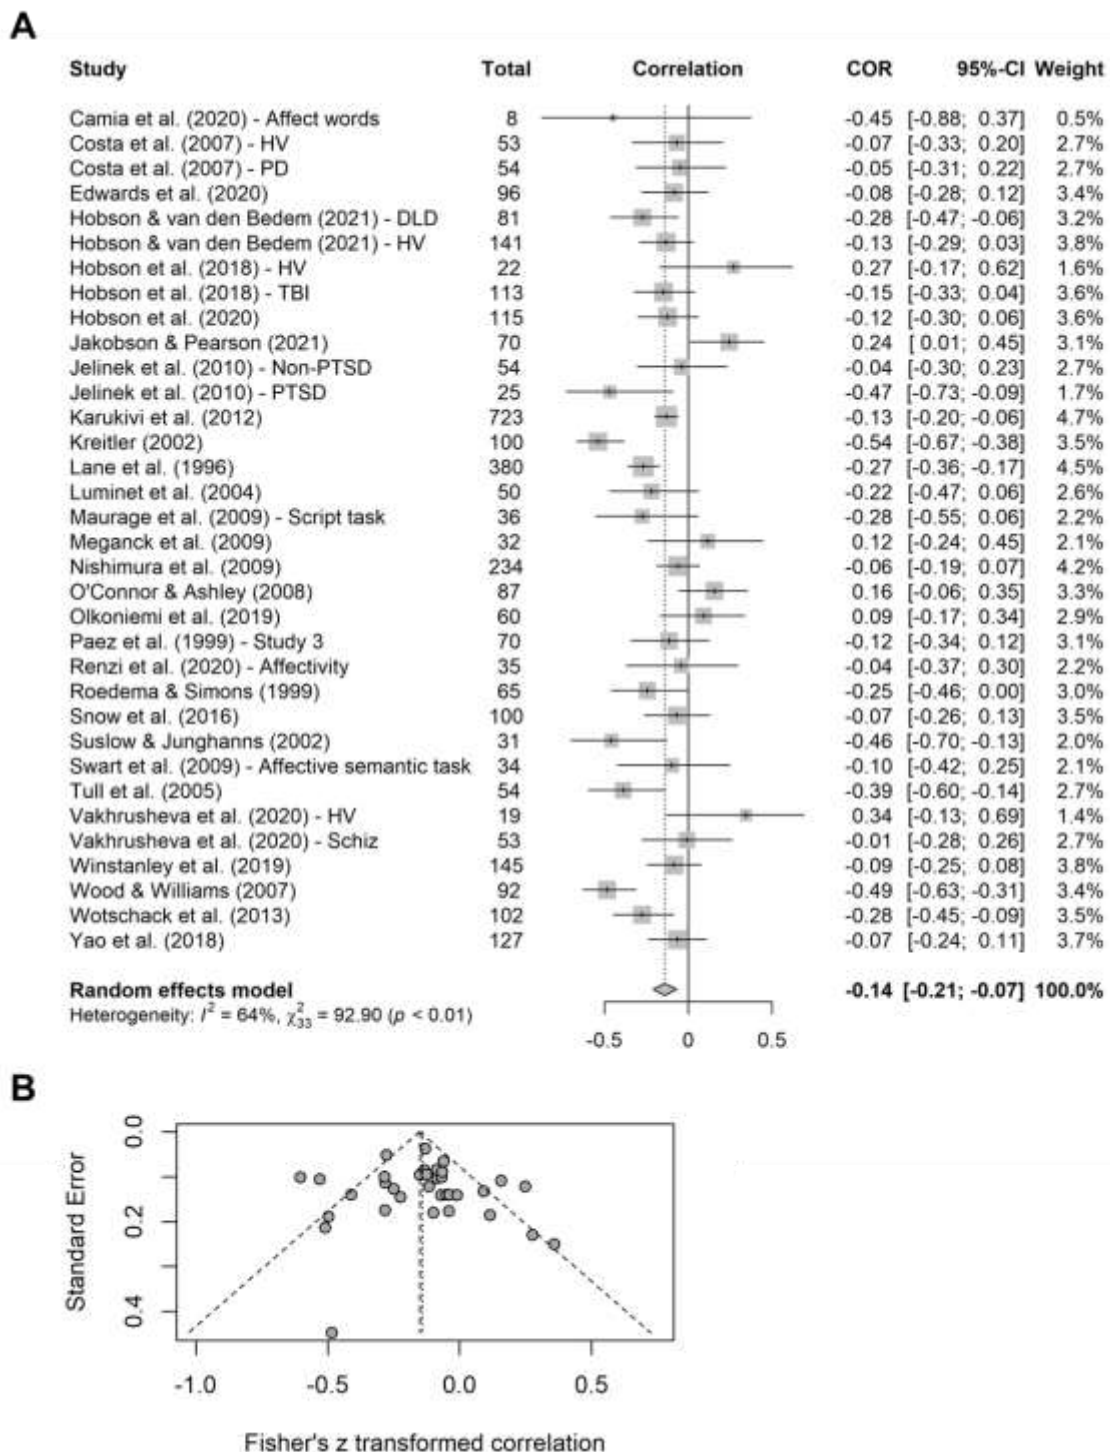 A
Study Total Correlation COR 95%-CI Weight
Camia et al. (2020) - Affect words 8 -0.45 [-0.88; 0.37] 0.5%
Costa et al. (2007) - HV 53 -0.07 [-0.33; 0.20] 2.7%
Costa et al. (2007) - PD 54 -0.05 [-0.31; 0.22] 2.7%
Edwards et al. (2020) 96 -0.08 [-0.28; 0.12] 3.4%
Hobson & van den Bedem (2021) - DLD 81 -0.28 [-0.47; -0.06] 3.2%
Hobson & van den Bedem (2021) - HV 141 -0.13 [-0.29; 0.03] 3.8%
Hobson et al. (2018) - HV 22 0.27 [-0.17; 0.62] 1.6%
Hobson et al. (2018) - TBI 113 -0.15 [-0.33; 0.04] 3.6%
Hobson et al. (2020) 115 -0.12 [-0.30; 0.06] 3.6%
Jakobson & Pearson (2021) 70 0.24 [ 0.01; 0.45] 3.1%
Jelinek et al. (2010) - Non-PTSD 54 -0.04 [-0.30; 0.23] 2.7%
Jelinek et al. (2010) - PTSD 25 -0.47 [-0.73; -0.09] 1.7%
Karukivi et al. (2012) 723 -0.13 [-0.20; -0.06] 4.7%
Kreitler (2002) 100 -0.54 [-0.67; -0.38] 3.5%
Lane et al. (1996) 380 -0.27 [-0.36; -0.17] 4.5%
Luminet et al. (2004) 50 -0.22 [-0.47; 0.06] 2.6%
Maurage et al. (2009) - Script task 36 -0.28 [-0.55; 0.06] 2.2%
Meganck et al. (2009) 32 0.12 [-0.24; 0.45] 2.1%
Nishimura et al. (2009) 234 -0.06 [-0.19; 0.07] 4.2%
O'Connor & Ashley (2008) 87 0.16 [-0.06; 0.35] 3.3%
Olkoniemi et al. (2019) 60 0.09 [-0.17; 0.34] 2.9%
Paez et al. (1999) - Study 3 70 -0.12 [-0.34; 0.12] 3.1%
Renzi et al. (2020) - Affectivity 35 -0.04 [-0.37; 0.30] 2.2%
Roedema & Simons (1999) 65 -0.25 [-0.46; 0.00] 3.0%
Snow et al. (2016) 100 -0.07 [-0.26; 0.13] 3.5%
Suslow & Junghanns (2002) 31 -0.46 [-0.70; -0.13] 2.0%
Swart et al. (2009) - Affective semantic task 34 -0.10 [-0.42; 0.25] 2.1%
Tull et al. (2005) 54 -0.39 [-0.60; -0.14] 2.7%
Vakhrusheva et al. (2020) - HV 19 0.34 [-0.13; 0.69] 1.4%
Vakhrusheva et al. (2020) - Schiz 53 -0.01 [-0.28; 0.26] 2.7%
Winstanley et al. (2019) 145 -0.09 [-0.25; 0.08] 3.8%
Wood & Williams (2007) 92 -0.49 [-0.63; -0.31] 3.4%
Wotschack et al. (2013) 102 -0.28 [-0.45; -0.09] 3.5%
Yao et al. (2018) 127 -0.07 [-0.24; 0.11] 3.7%
Random effects model -0.14 [-0.21; -0.07] 100.0%
Heterogeneity: I² = 64%, χ²₃₃ = 92.90 (p < 0.01)
-0.5 0 0.5
B
Standard Error
0.0
0.2
0.4
-1.0 -0.5 0.0 0.5
Fisher's z transformed correlation